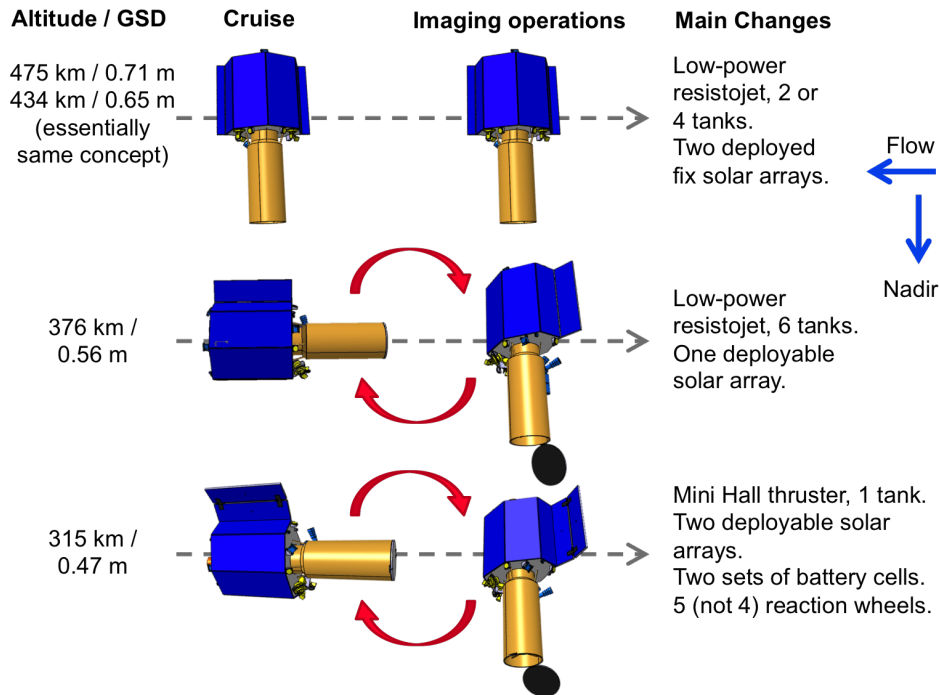 Altitude / GSD
Cruise
Imaging operations
Main Changes
475 km / 0.71 m
434 km / 0.65 m
(essentially
same concept)
Low-power
resistojet, 2 or
4 tanks.
Two deployed
fix solar arrays.
Flow
Nadir
376 km /
0.56 m
Low-power
resistojet, 6 tanks.
One deployable
solar array.
315 km /
0.47 m
Mini Hall thruster, 1 tank.
Two deployable solar
arrays.
Two sets of battery cells.
5 (not 4) reaction wheels.